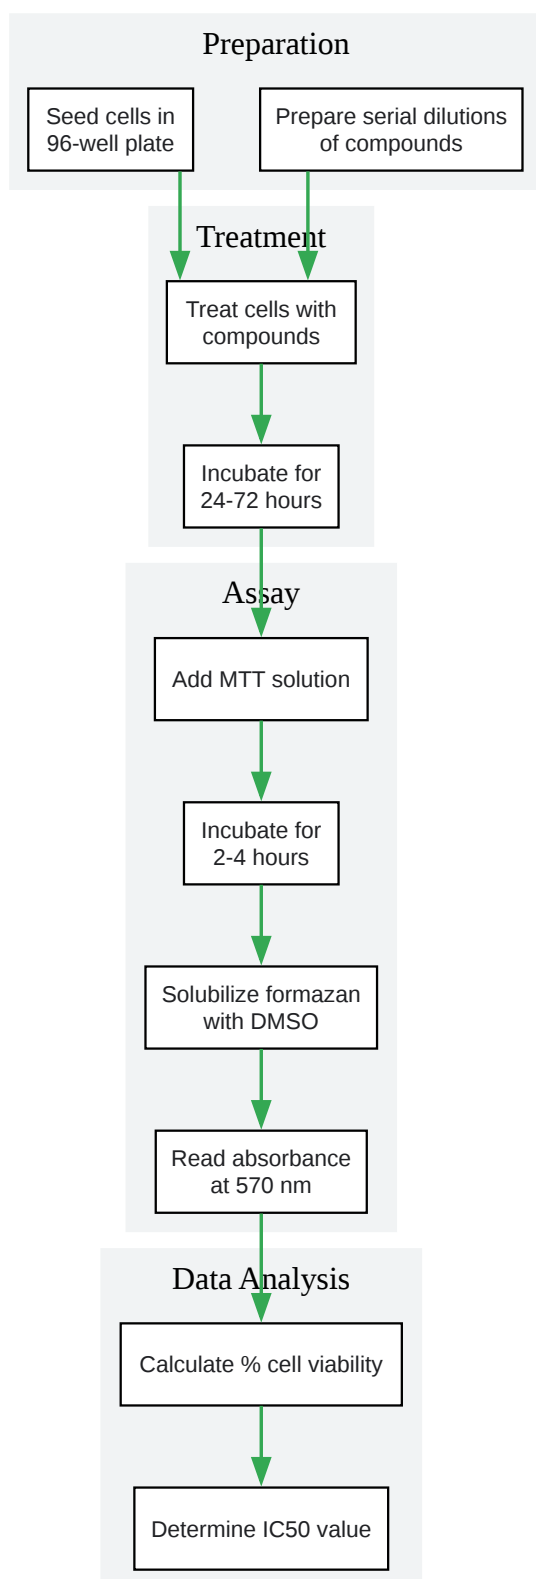 Preparation
Seed cells in
96-well plate
Prepare serial dilutions
of compounds
Treatment
Treat cells with
compounds
Incubate for
24-72 hours
Assay
Add MTT solution
Incubate for
2-4 hours
Solubilize formazan
with DMSO
Read absorbance
at 570 nm
Data Analysis
Calculate % cell viability
Determine IC50 value